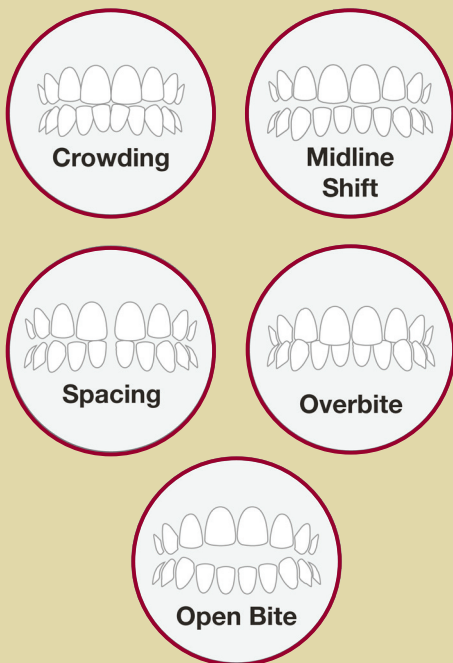 Crowding
Midline
Shift
Spacing
Overbite
Open Bite